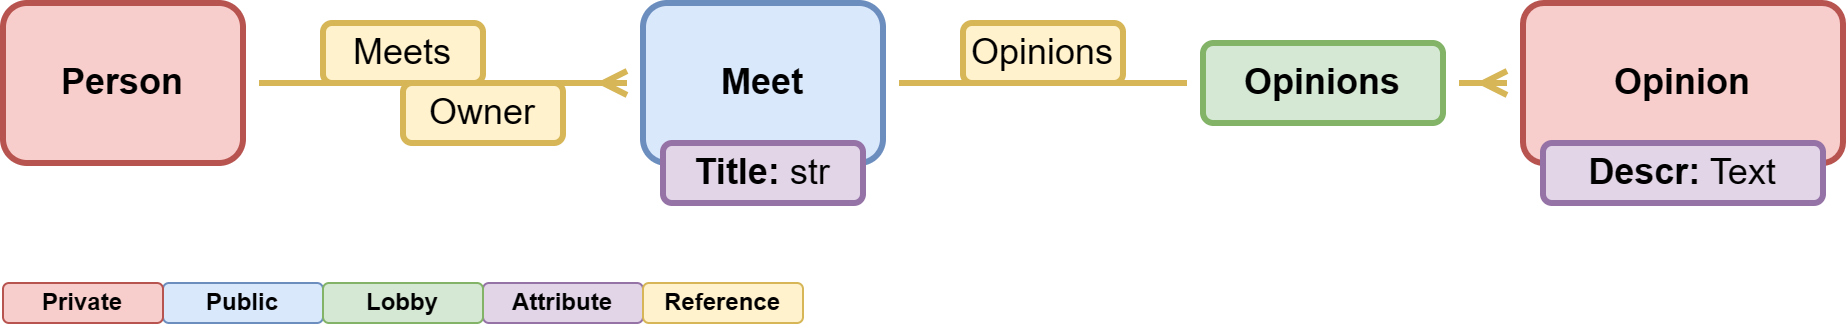 Person
Meets
Owner
Meet
Title: str
Opinions
Opinions
Opinion
Descr: Text
Private
Public
Lobby
Attribute
Reference